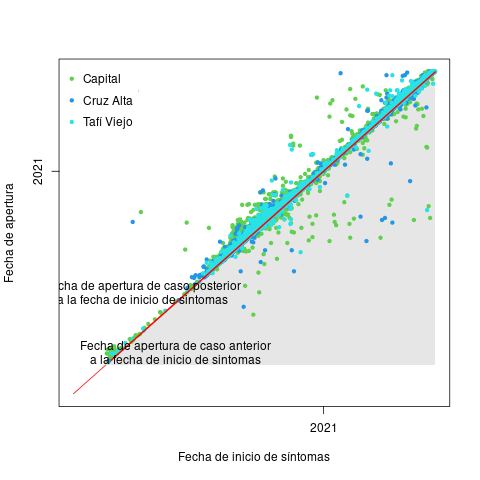 Capital
Cruz Alta
Tafí Viejo
2021
Fecha de apertura
cha de apertura de caso posterior
a la fecha de inicio de síntomas
Fecha de apertura de caso anterior
a la fecha de inicio de sintomas
2021
Fecha de inicio de síntomas